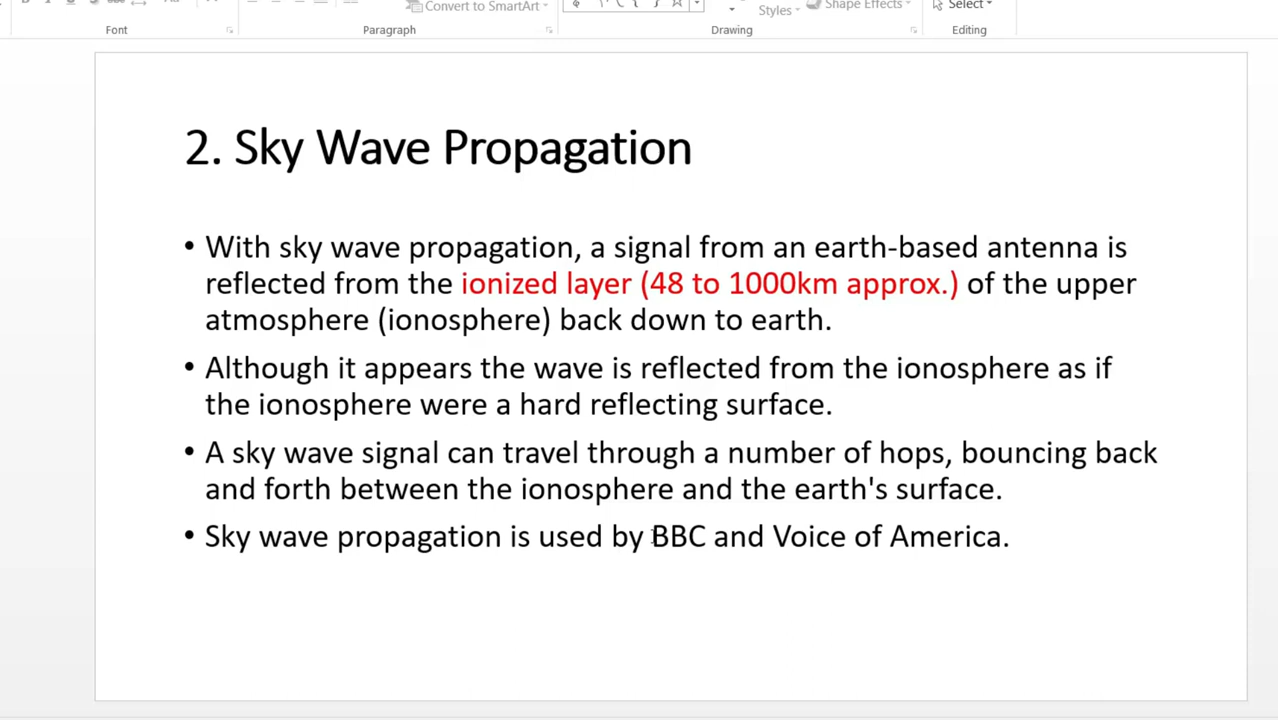 Convert to SmartArt
Select
Styles
Shape Effects
Font
Paragraph
Drawing
Editing
2. Sky Wave Propagation
• With sky wave propagation, a signal from an earth-based antenna is
reflected from the ionized layer (48 to 1000km approx.) of the upper
atmosphere (ionosphere) back down to earth.
• Although it appears the wave is reflected from the ionosphere as if
the ionosphere were a hard reflecting surface.
• A sky wave signal can travel through a number of hops, bouncing back
and forth between the ionosphere and the earth's surface.
• Sky wave propagation is used by BBC and Voice of America.